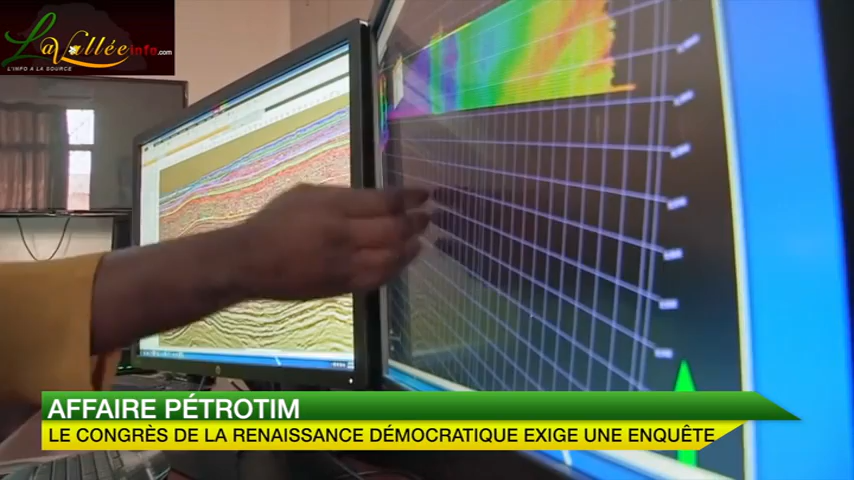 LaVallée info.com
L'INFO A LA SOURCE
AFFAIRE PÉTROTIM
LE CONGRÈS DE LA RENAISSANCE DÉMOCRATIQUE EXIGE UNE ENQUÊTE